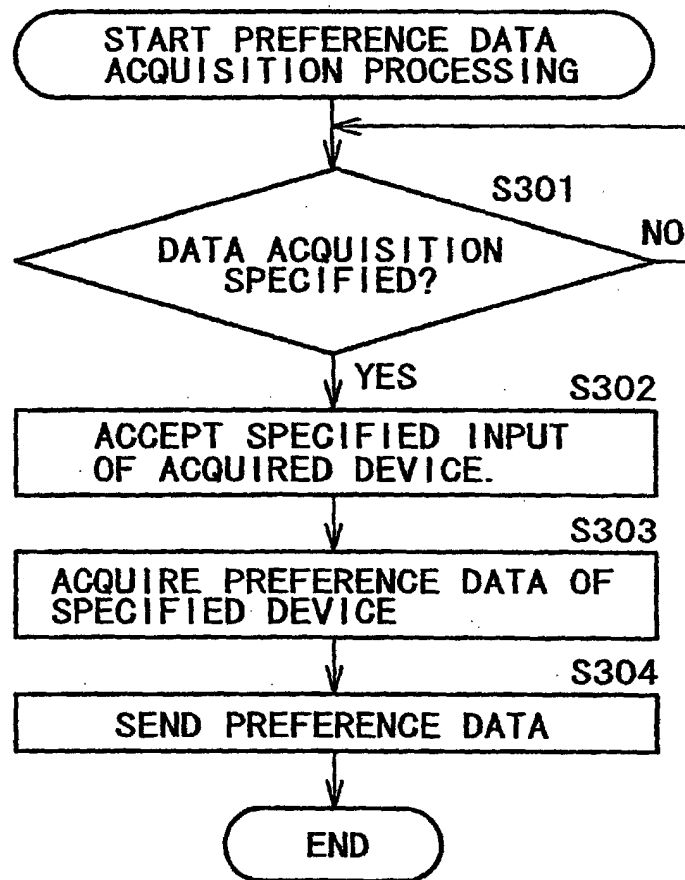 START PREFERENCE DATA
ACQUISITION PROCESSING
S301
DATA ACQUISITION
SPECIFIED?
NO
YES
S302
ACCEPT SPECIFIED INPUT
OF ACQUIRED DEVICE.
S303
ACQUIRE PREFERENCE DATA OF
SPECIFIED DEVICE
S304
SEND PREFERENCE DATA
END